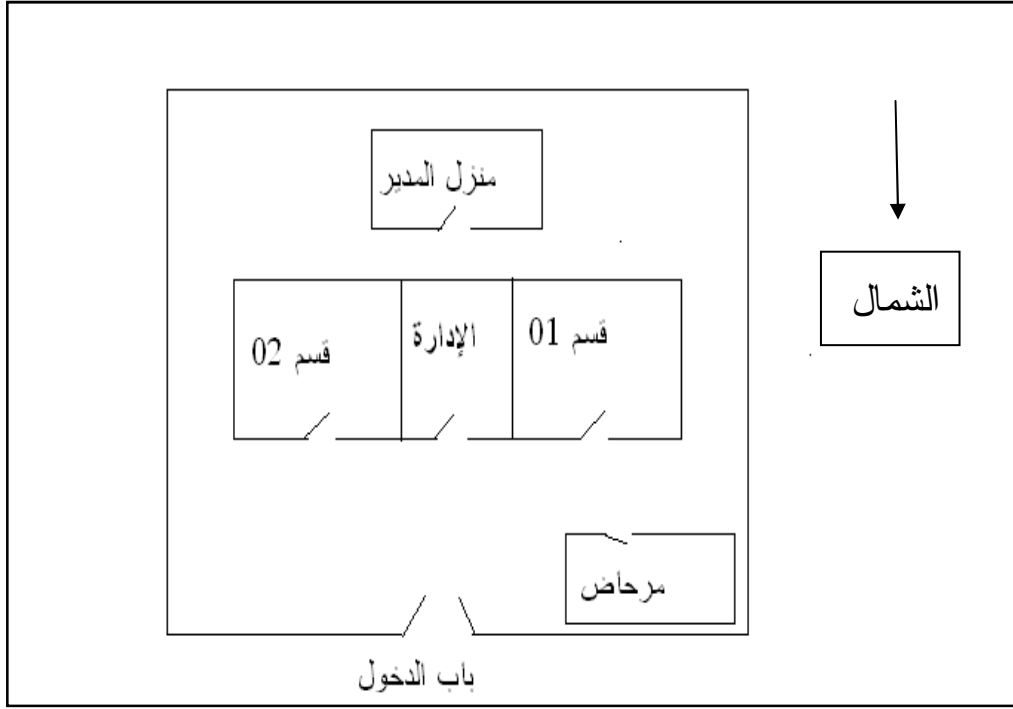 منزل المدير
الشمال
قسم 01
الإدارة
قسم 02
مرحاض
باب الدخول